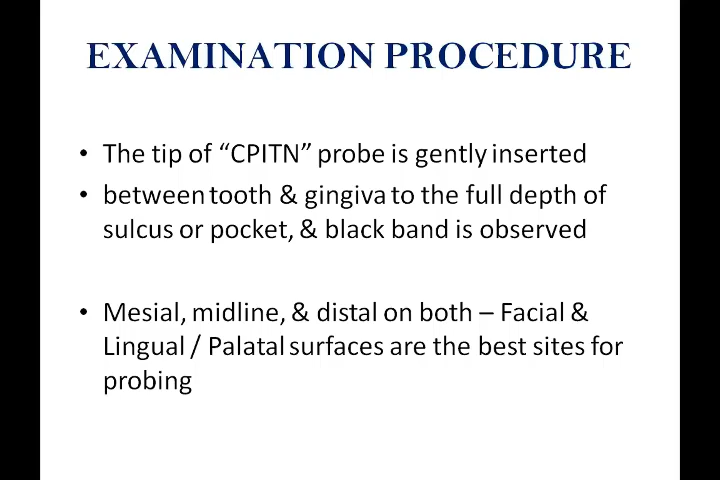 EXAMINATION PROCEDURE
• The tip of “CPITN” probe is gently inserted
• between tooth & gingiva to the full depth of
sulcus or pocket, & black band is observed
• Mesial, midline, & distal on both – Facial &
Lingual / Palatal surfaces are the best sites for
probing